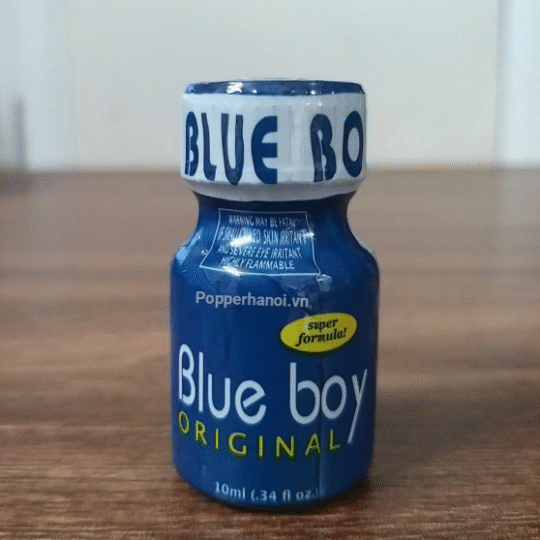 BLUE BO
WARNING MAY BE FATAL
IF SWALLOWED SKIN IRRITANT
AND SEVERE EYE IRRITANT
HIGHLY FLAMMABLE
Popperhanoi.vn
super
formula!
Blue boy
ORIGINAL
10ml (.34 fl oz.)